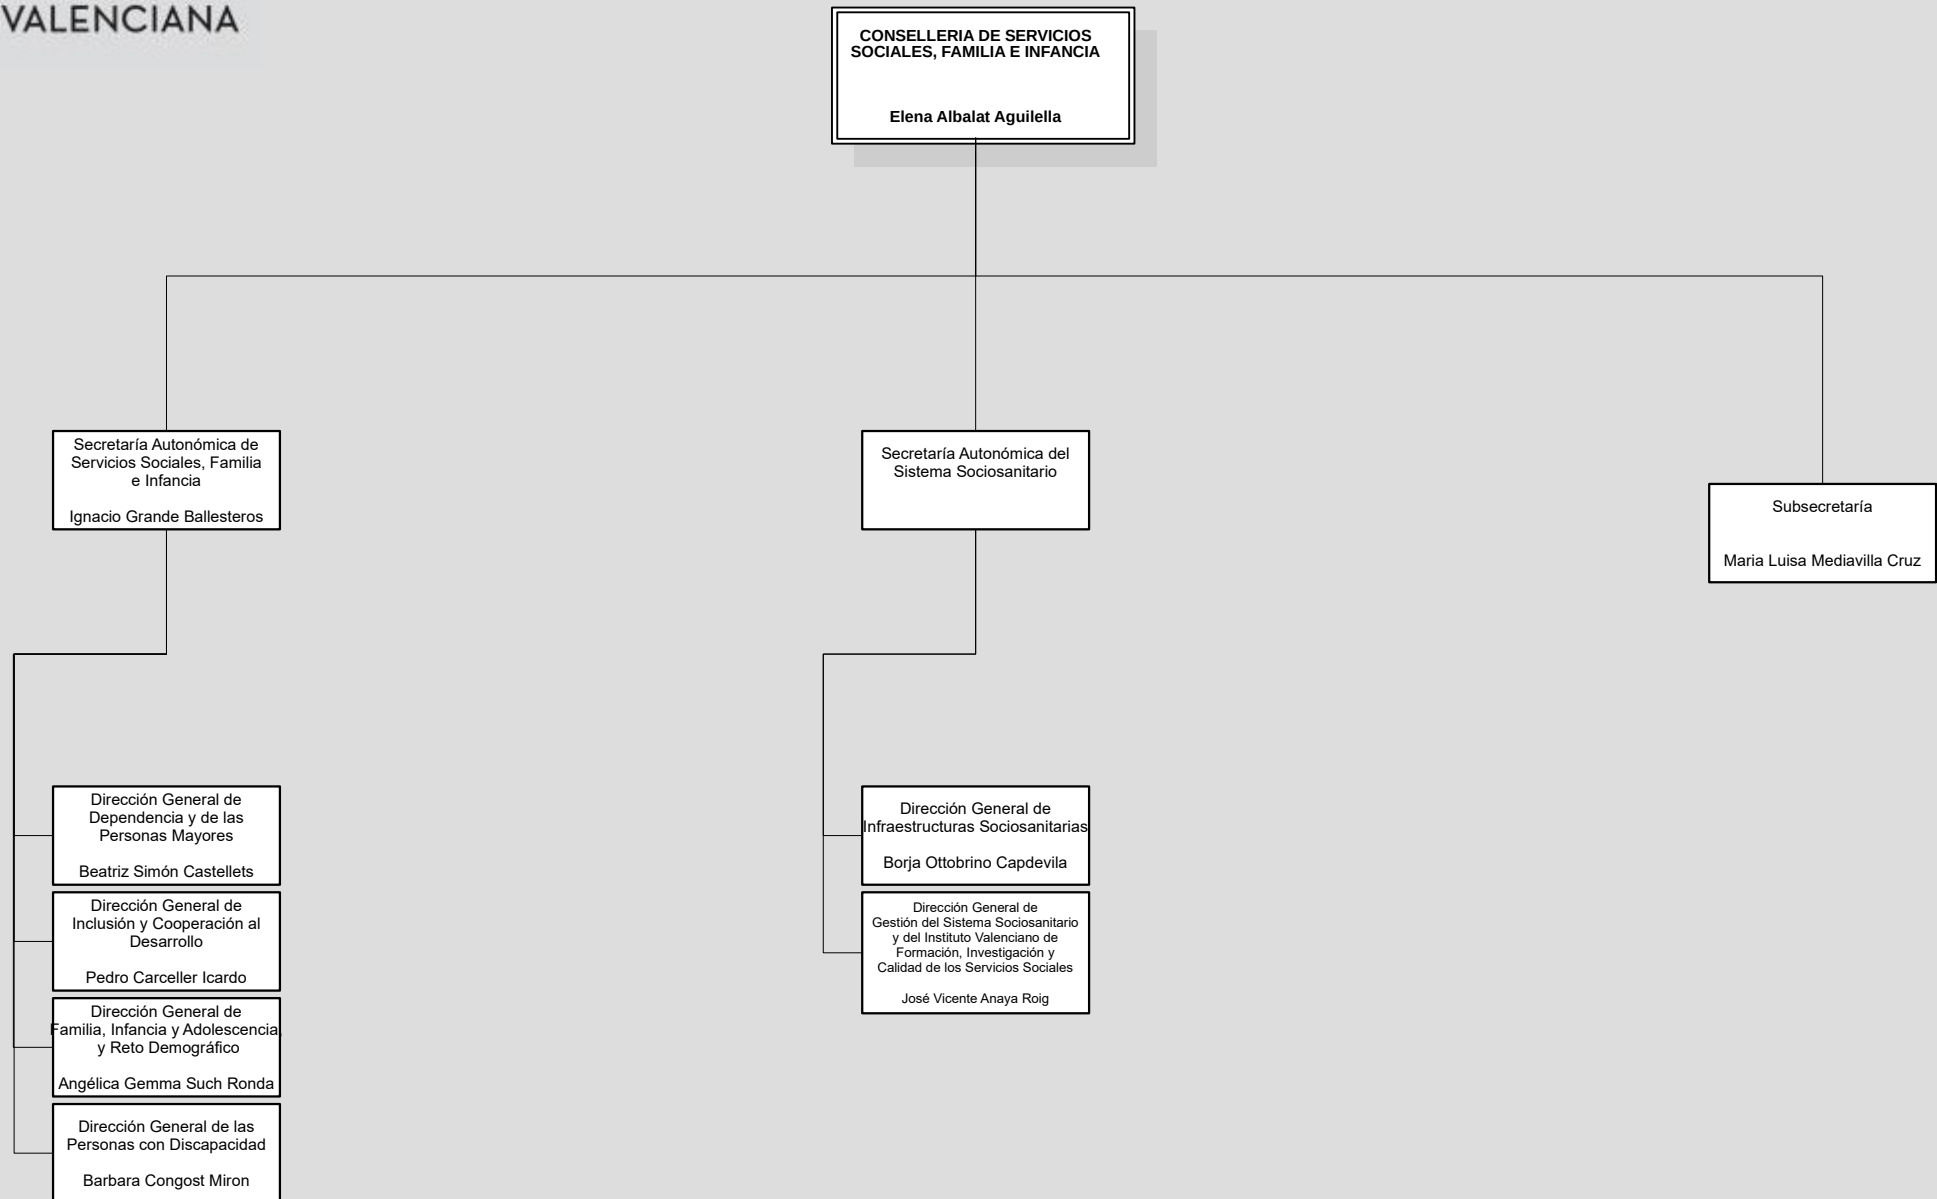 VALENCIANA
CONSELLERIA DE SERVICIOS
SOCIALES, FAMILIA E INFANCIA
Elena Albalat Aguilella
Secretaría Autonómica de
Servicios Sociales, Familia
e Infancia
Ignacio Grande Ballesteros
Secretaría Autonómica del
Sistema Sociosanitario
Subsecretaría
Maria Luisa Mediavilla Cruz
Dirección General de
Dependencia y de las
Personas Mayores
Beatriz Simón Castellets
Dirección General de
Inclusión y Cooperación al
Desarrollo
Pedro Carceller Icardo
Dirección General de
Familia, Infancia y Adolescencia,
y Reto Demográfico
Angélica Gemma Such Ronda
Dirección General de las
Personas con Discapacidad
Barbara Congost Miron
Dirección General de
Infraestructuras Sociosanitarias
Borja Ottobrino Capdevila
Dirección General de
Gestión del Sistema Sociosanitario
y del Instituto Valenciano de
Formación, Investigación y
Calidad de los Servicios Sociales
José Vicente Anaya Roig